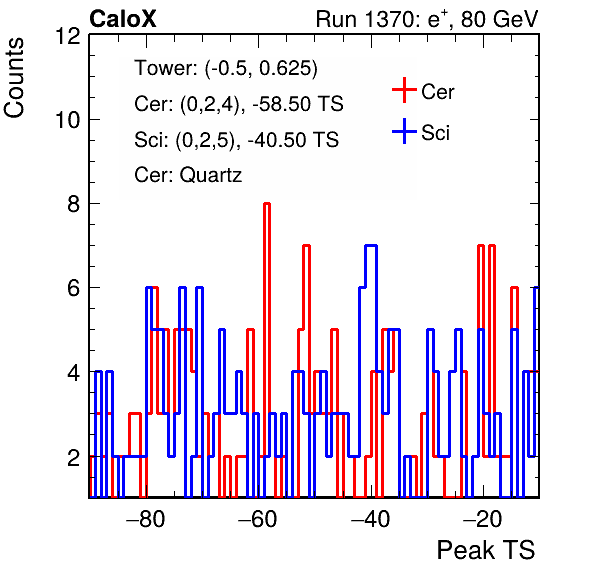 CaloX Run 1370: e⁺, 80 GeV
Counts
12
10
8
6
4
2
Tower: (-0.5, 0.625)
Cer: (0,2,4), -58.50 TS
Sci: (0,2,5), -40.50 TS
Cer: Quartz
Cer
Sci
−80 −60 −40 −20
Peak TS